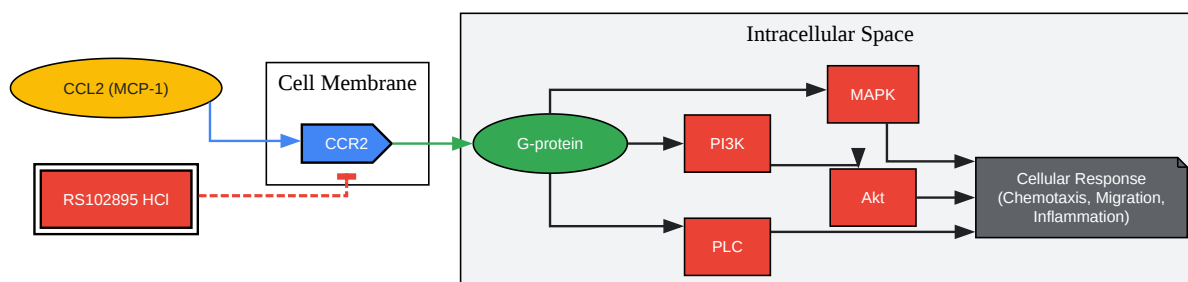 Intracellular Space
CCL2 (MCP-1)
Cell Membrane
MAPK
CCR2
G-protein
PI3K
RS102895 HCl
Akt
Cellular Response
(Chemotaxis, Migration,
Inflammation)
PLC